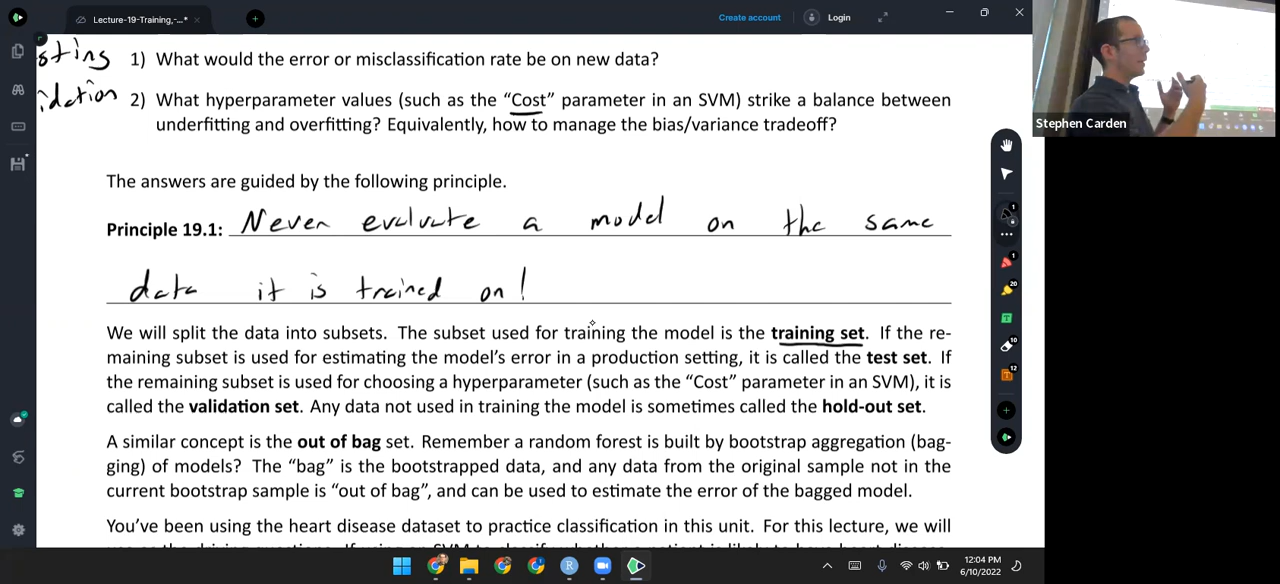 Lecture-19-Training,-...*
Create account
Login
sting 1) What would the error or misclassification rate be on new data?
idation 2) What hyperparameter values (such as the “Cost” parameter in an SVM) strike a balance between
underfitting and overfitting? Equivalently, how to manage the bias/variance tradeoff?
Stephen Carden
The answers are guided by the following principle.
Principle 19.1: Never evaluate a model on the same
data it is trained on!
We will split the data into subsets. The subset used for training the model is the training set. If the re-
maining subset is used for estimating the model’s error in a production setting, it is called the test set. If
the remaining subset is used for choosing a hyperparameter (such as the “Cost” parameter in an SVM), it is
called the validation set. Any data not used in training the model is sometimes called the hold-out set.
A similar concept is the out of bag set. Remember a random forest is built by bootstrap aggregation (bag-
ging) of models? The “bag” is the bootstrapped data, and any data from the original sample not in the
current bootstrap sample is “out of bag”, and can be used to estimate the error of the bagged model.
You’ve been using the heart disease dataset to practice classification in this unit. For this lecture, we will
1
1
20
10
12
12:04 PM
6/10/2022